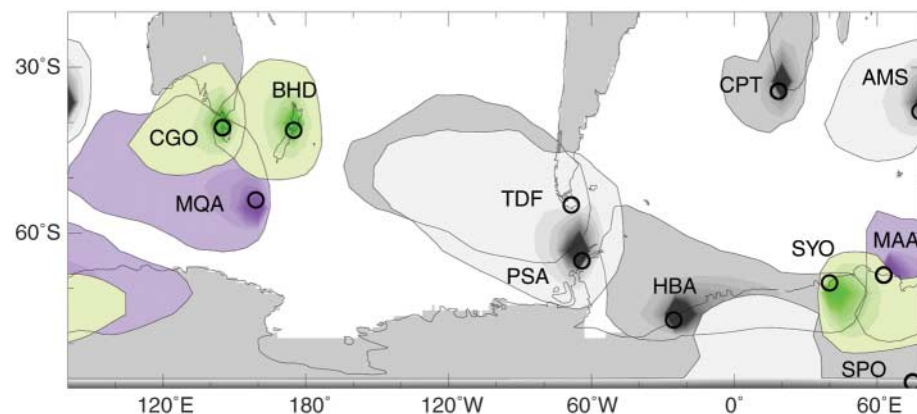 30°S
60°S
CGO
BHD
MQA
TDF
PSA
HBA
CPT
AMS
SYO
MAA
SPO
120°E
180°
120°W
60°W
0°
60°E